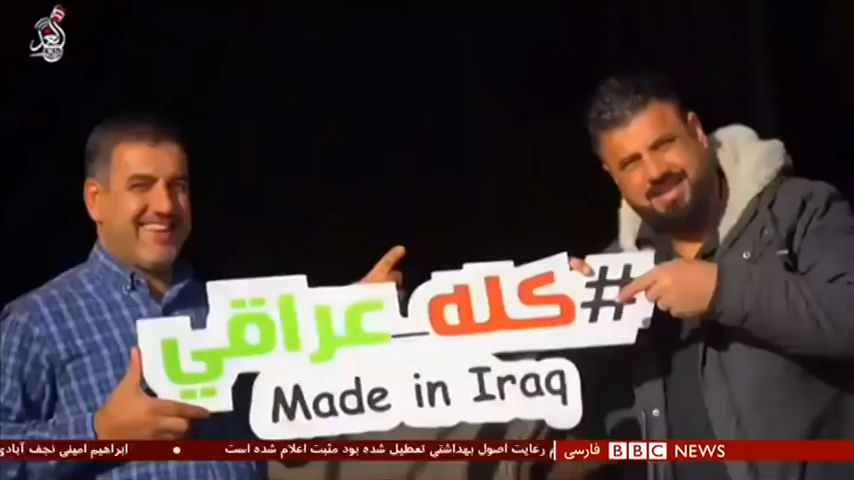 الغد
#كله_عراقي
Made in Iraq
BBC NEWS فارسی
م رعایت اصول بهداشتی تعطیل شده بود مثبت اعلام شده است • ابراهیم امینی نجف آبادی